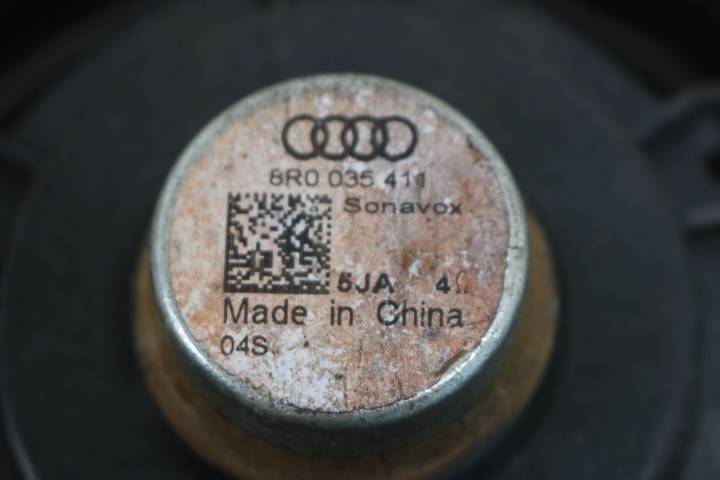 8R0 035 411
Sonavox
5JA 4Ω
Made in China
04S